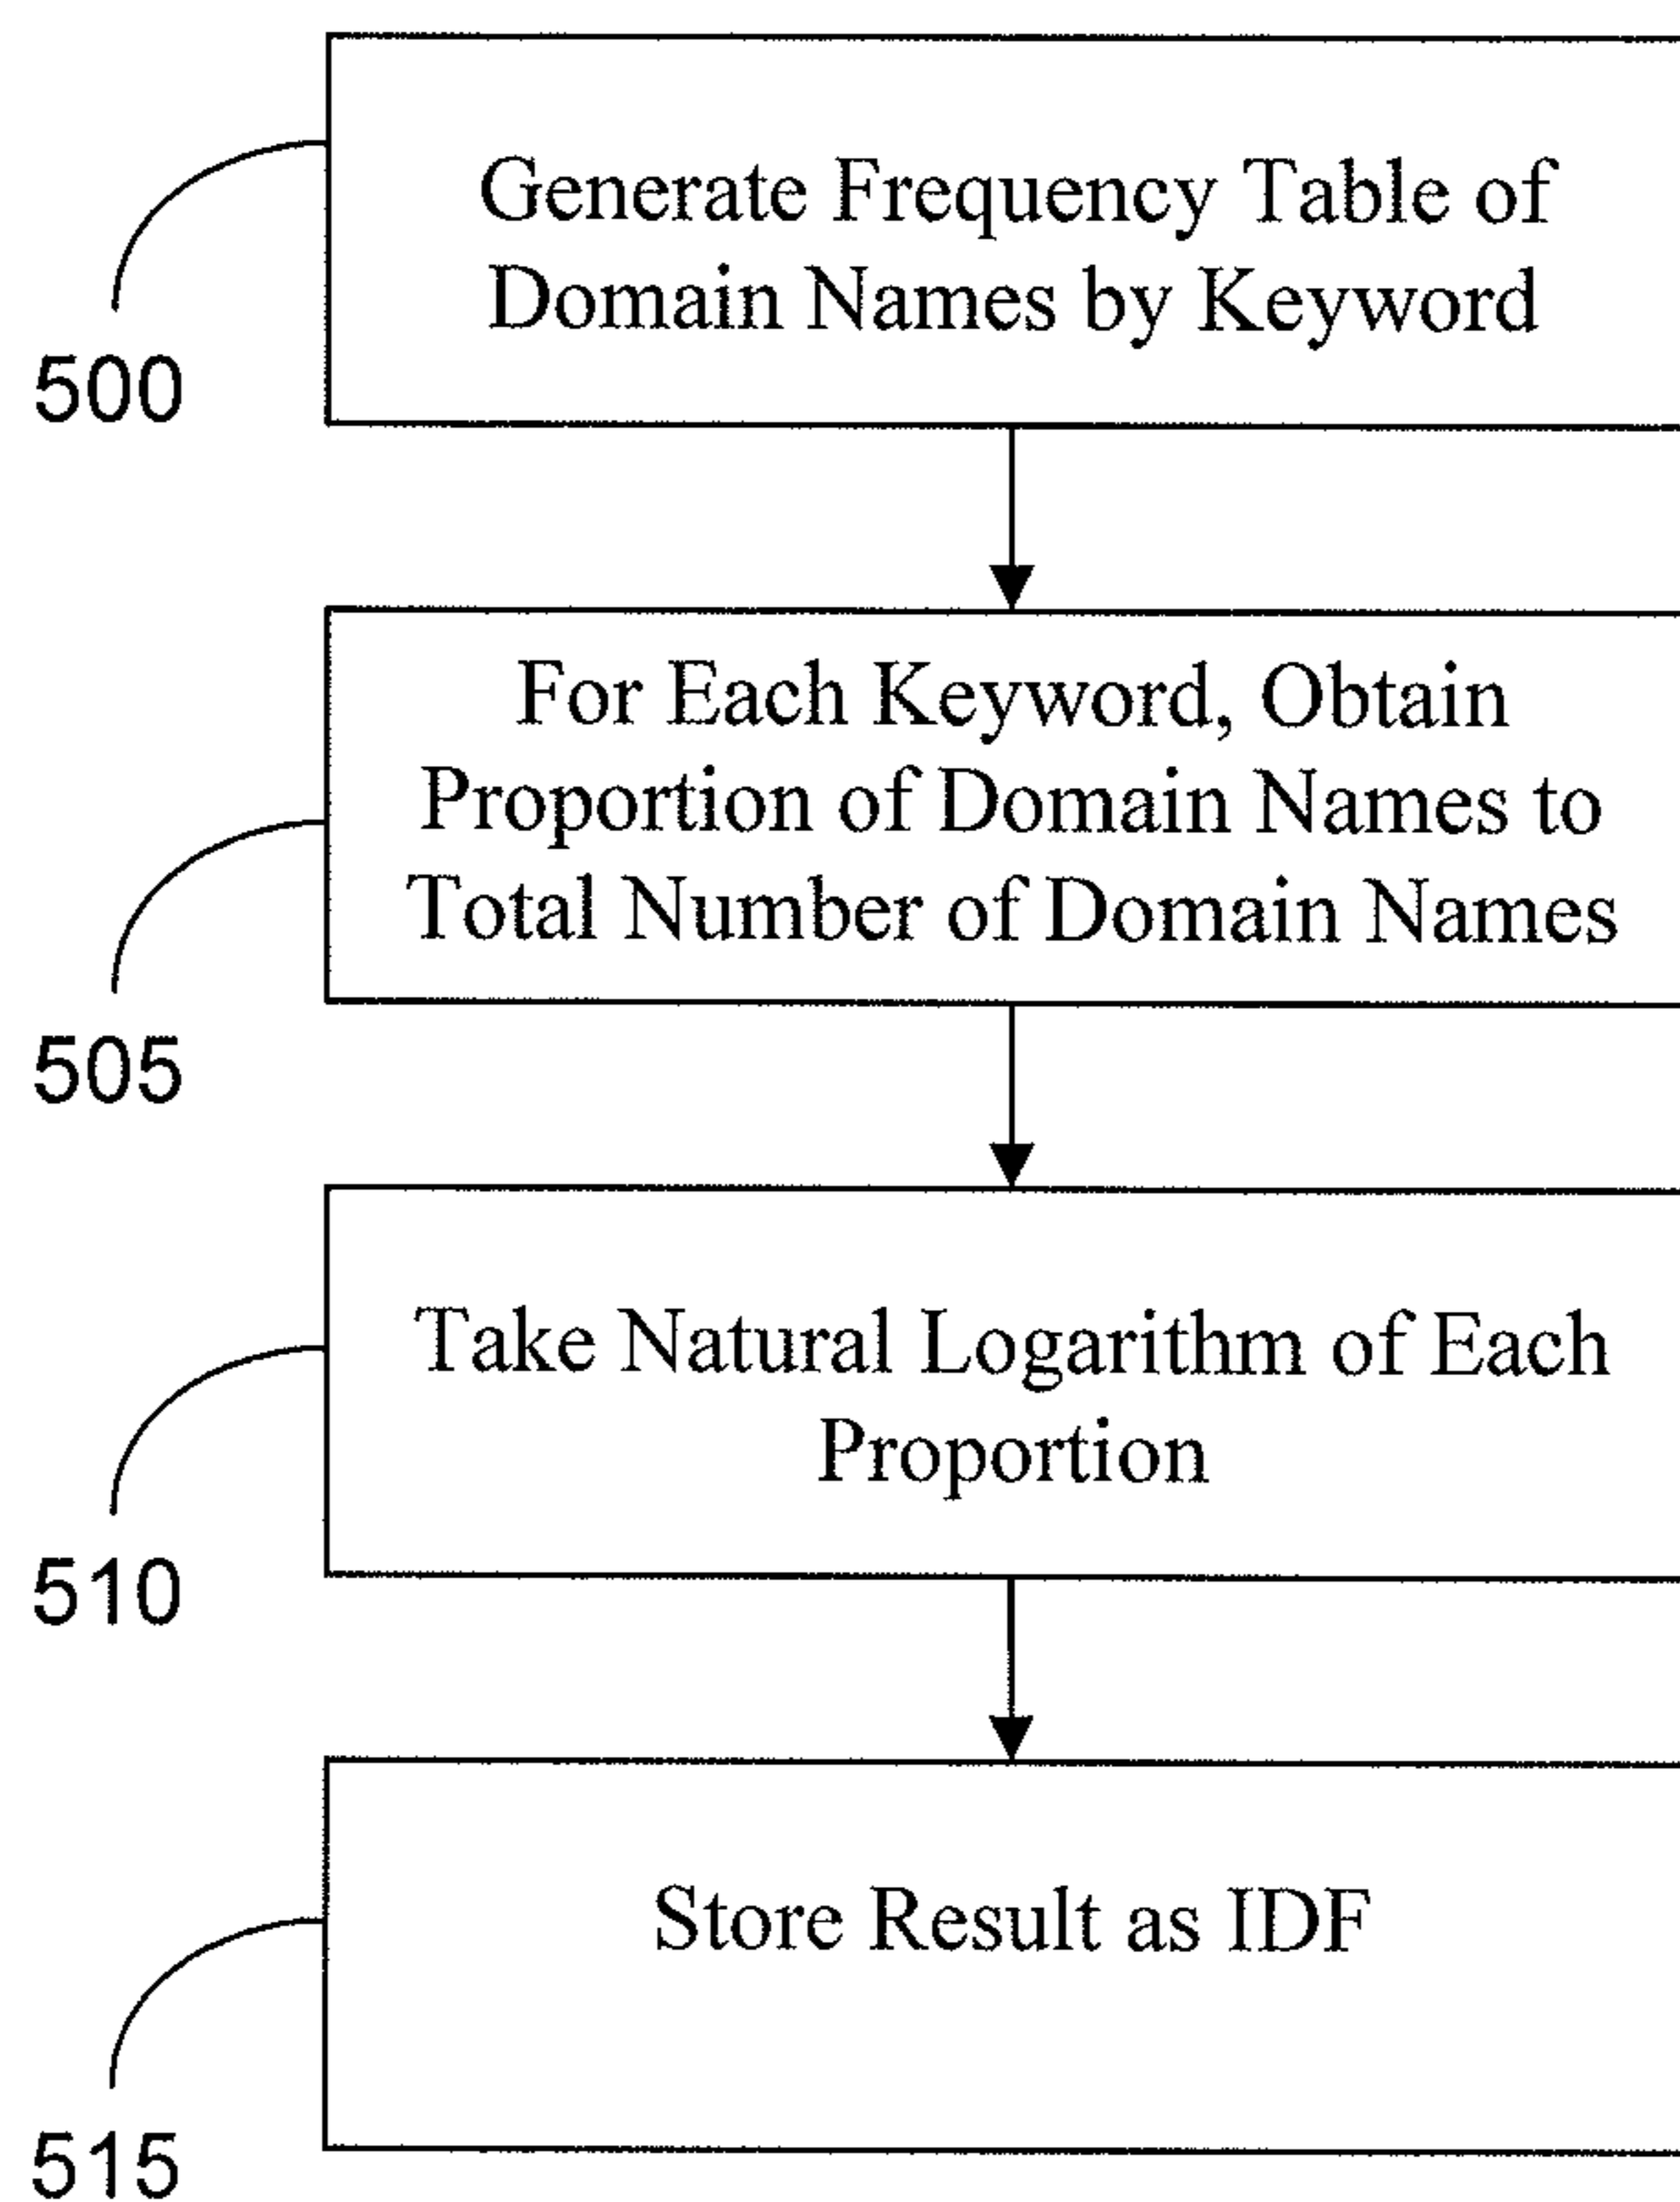 Generate Frequency Table of
Domain Names by Keyword
500
For Each Keyword, Obtain
Proportion of Domain Names to
Total Number of Domain Names
505
Take Natural Logarithm of Each
Proportion
510
Store Result as IDF
515